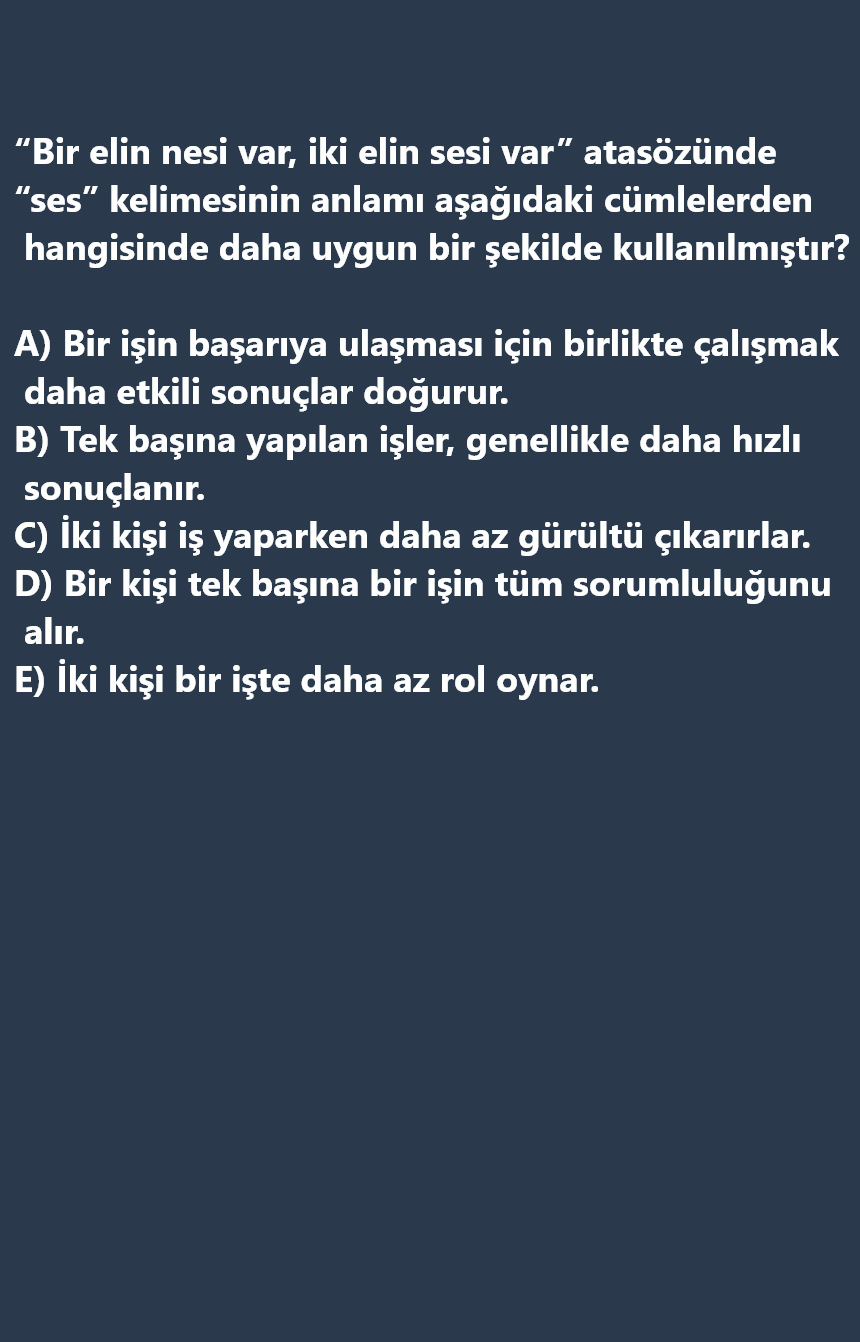 “Bir elin nesi var, iki elin sesi var” atasözünde
“ses” kelimesinin anlamı aşağıdaki cümlelerden
hangisinde daha uygun bir şekilde kullanılmıştır?
A) Bir işin başarıya ulaşması için birlikte çalışmak
daha etkili sonuçlar doğurur.
B) Tek başına yapılan işler, genellikle daha hızlı
sonuçlanır.
C) İki kişi iş yaparken daha az gürültü çıkarırlar.
D) Bir kişi tek başına bir işin tüm sorumluluğunu
alır.
E) İki kişi bir işte daha az rol oynar.